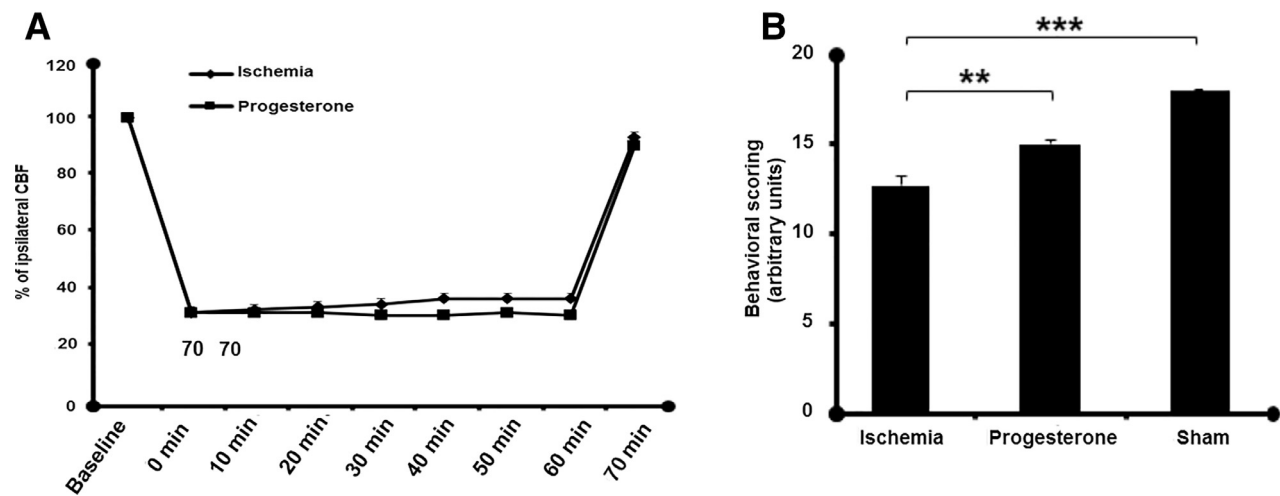 A
120
100
80
60
40
20
0
% of ipsilateral CBF
Ischemia
Progesterone
70 70
Baseline
0 min
10 min
20 min
30 min
40 min
50 min
60 min
70 min
B
20
15
10
5
0
Behavioral scoring
(arbitrary units)
***
**
Ischemia
Progesterone
Sham